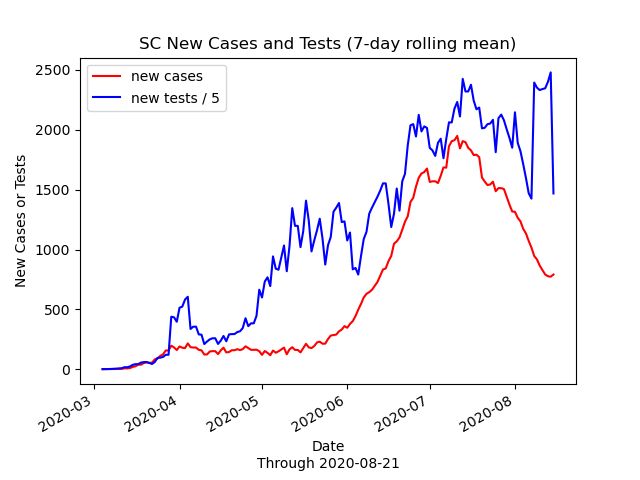 SC New Cases and Tests (7-day rolling mean)
new cases
new tests / 5
2500
2000
1500
1000
500
0
New Cases or Tests
2020-03
2020-04
2020-05
2020-06
2020-07
2020-08
Date
Through 2020-08-21